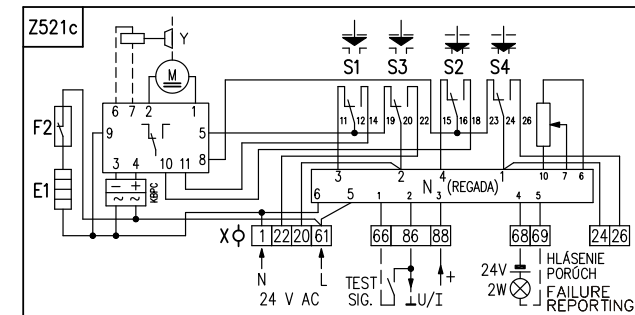 Z521c
Y
M
S1 S3 S2 S4
6 7 2 1
9 5
8
3 4 10 11
F2
E1
KBPC
11 12 14 19 20 22 15 16 18 23 24 26
3 2 4 1 10 7 6
N (REGADA)
6 5 1 2 3 4 5
X 1 22 20 61 66 86 88 68 69 24 26
N L
24 V AC
TEST
SIG.
U/I
+
24V
2W
HLÁSENIE
PORÚCH
FAILURE
REPORTING